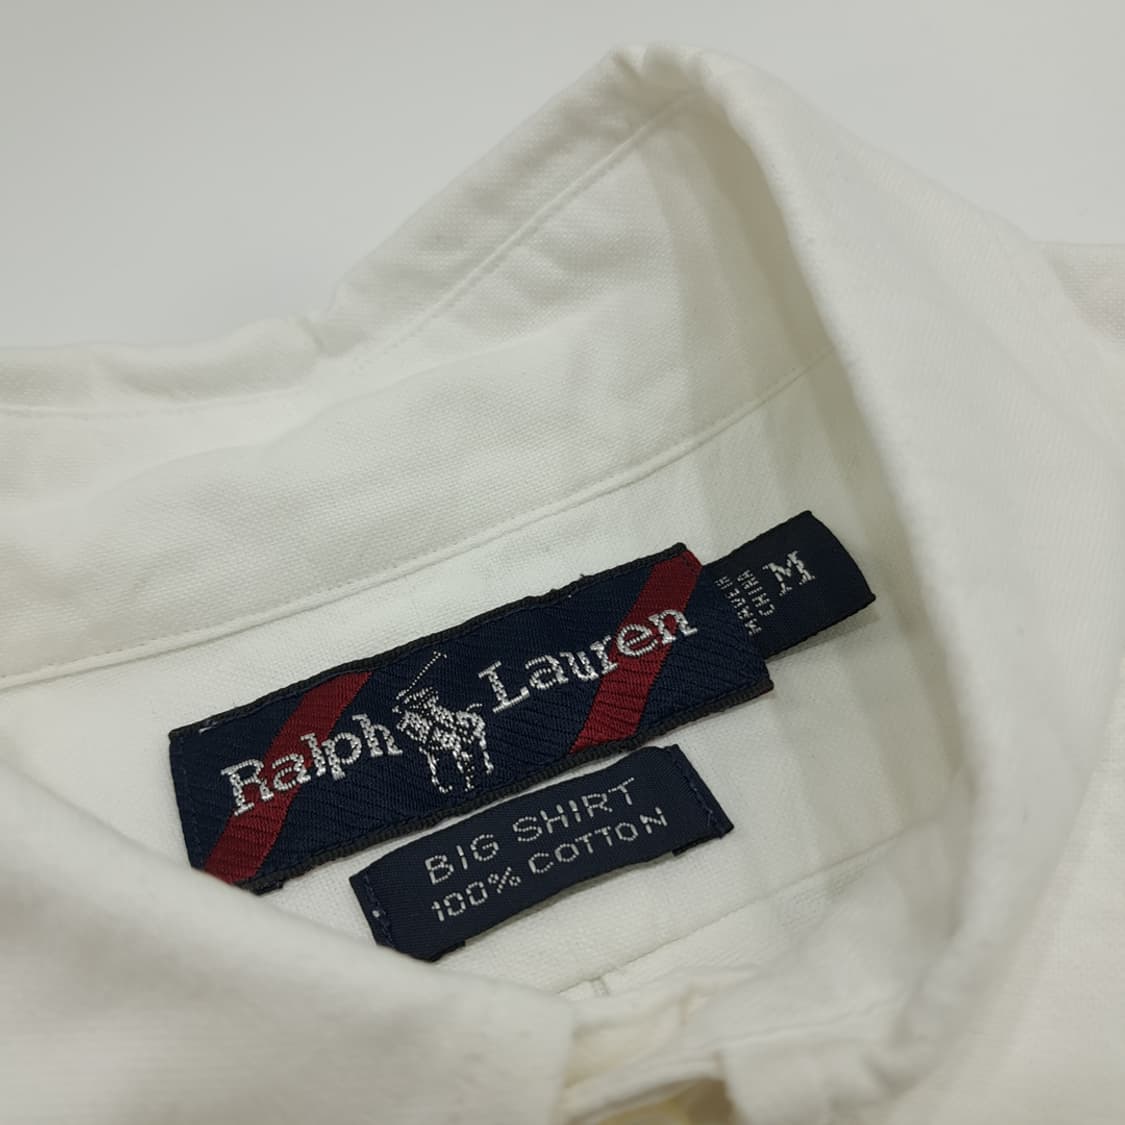 Ralph Lauren
M
MADE IN
CHINA
BIG SHIRT
100% COTTON